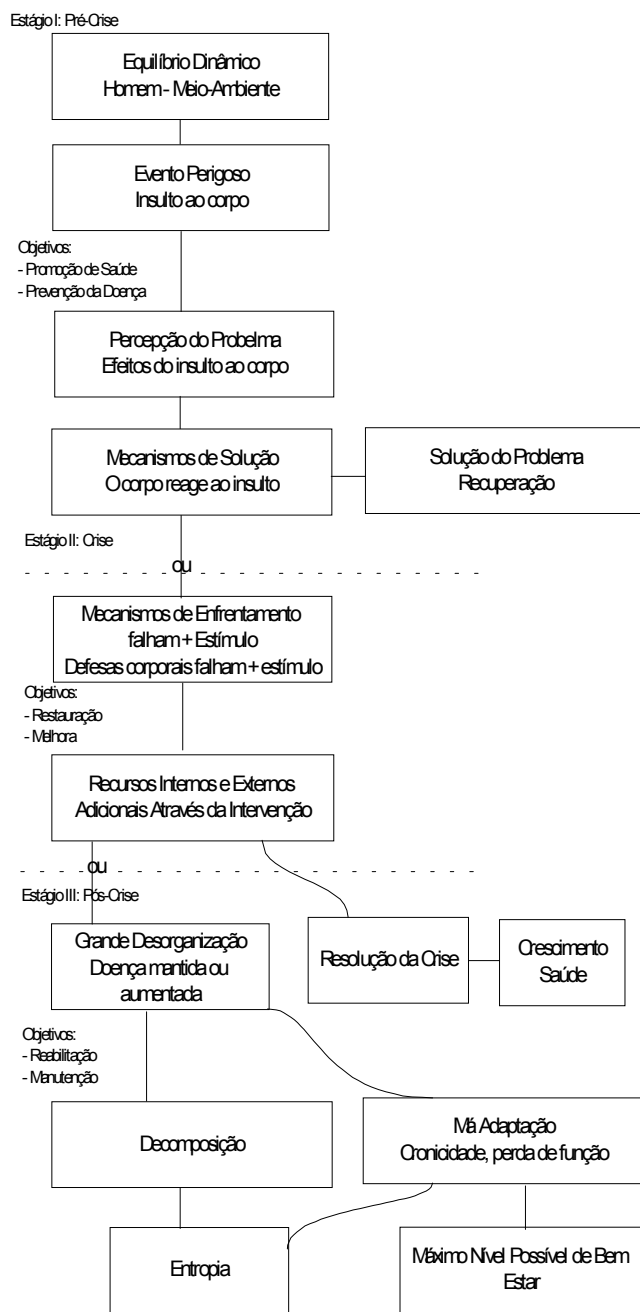 Estágio I: Pré-Crise
Equilíbrio Dinâmico
Homem - Meio-Ambiente
Evento Perigoso
Insulto ao corpo
Objetivos:
- Promoção de Saúde
- Prevenção da Doença
Percepção do Probelma
Efeitos do insulto ao corpo
Mecanismos de Solução
O corpo reage ao insulto
Solução do Problema
Recuperação
Estágio II: Crise
ou
Mecanismos de Enfrentamento
falham + Estímulo
Defesas corporais falham + estímulo
Objetivos:
- Restauração
- Melhora
Recursos Internos e Externos
Adicionais Através da Intervenção
ou
Estágio III: Pós-Crise
Grande Desorganização
Doença mantida ou
aumentada
Resolução da Crise
Crescimento
Saúde
Objetivos:
- Reabilitação
- Manutenção
Decomposição
Má Adaptação
Cronicidade, perda de função
Entropia
Máximo Nível Possível de Bem
Estar